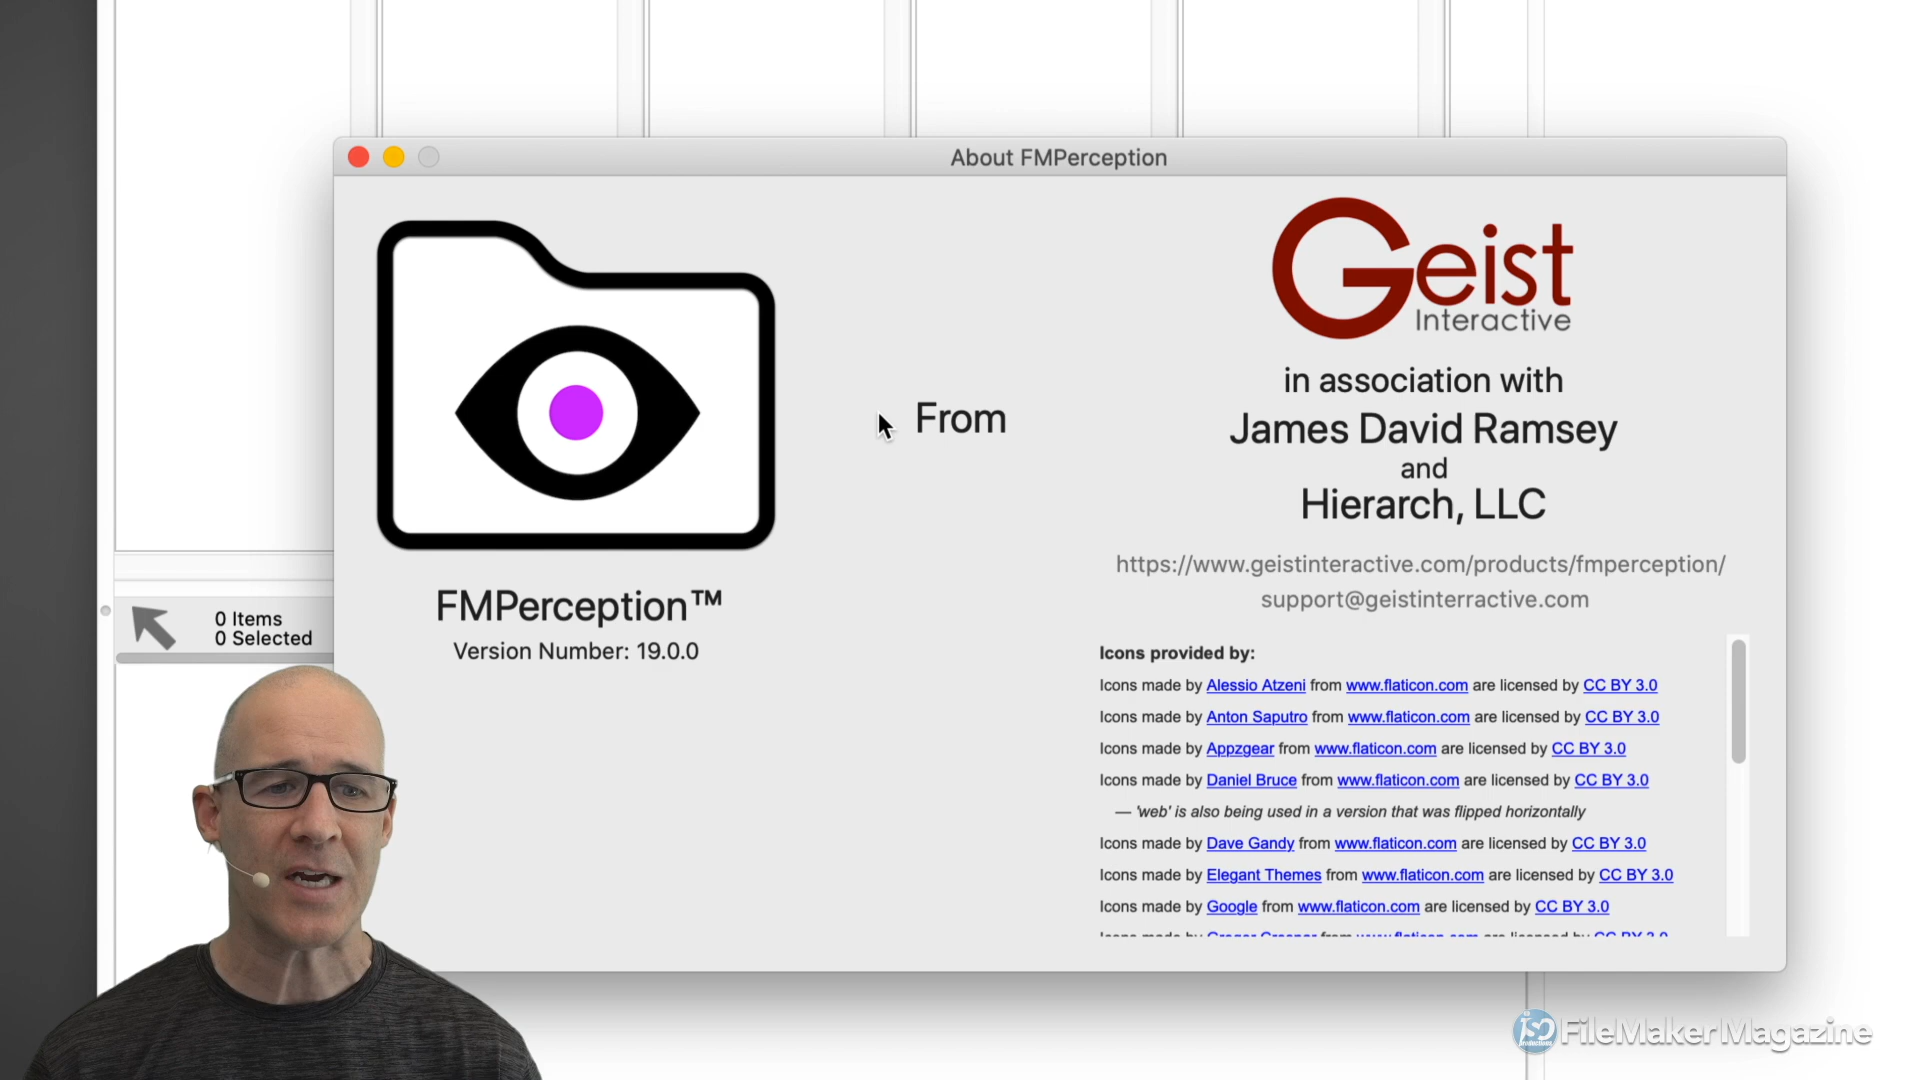 About FMPerception
Geist
Interactive
in association with
From
James David Ramsey
and
Hierarch, LLC
https://www.geistinteractive.com/products/fmperception/
support@geistinterractive.com
FMPerception™
Version Number: 19.0.0
0 Items
0 Selected
Icons provided by:
Icons made by Alessio Atzeni from www.flaticon.com are licensed by CC BY 3.0
Icons made by Anton Saputro from www.flaticon.com are licensed by CC BY 3.0
Icons made by Appzgear from www.flaticon.com are licensed by CC BY 3.0
Icons made by Daniel Bruce from www.flaticon.com are licensed by CC BY 3.0
— 'web' is also being used in a version that was flipped horizontally
Icons made by Dave Gandy from www.flaticon.com are licensed by CC BY 3.0
Icons made by Elegant Themes from www.flaticon.com are licensed by CC BY 3.0
Icons made by Google from www.flaticon.com are licensed by CC BY 3.0
iSO productions FileMaker Magazine